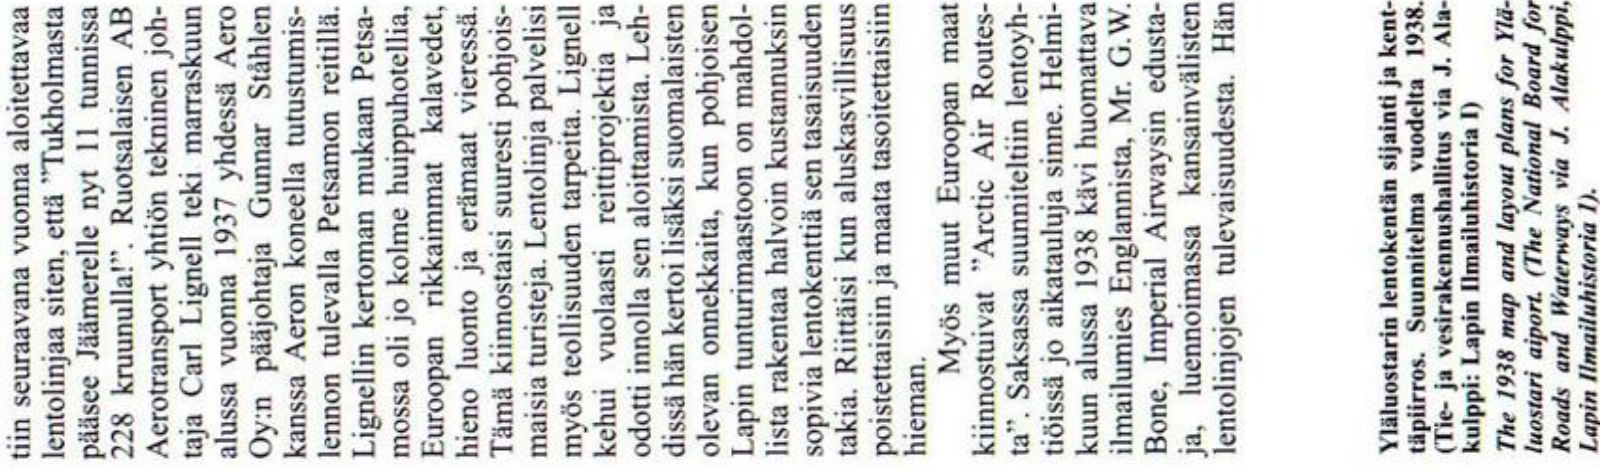 tiin seuraavana vuonna aloitettavaa
lentolinjaa siten, että ”Tukholmasta
pääsee Jäämerelle nyt 11 tunnissa
228 kruunulla!”. Ruotsalaisen AB
Aerotransport yhtiön tekninen joh-
taja Carl Lignell teki marraskuun
alussa vuonna 1937 yhdessä Aero
Oy:n pääjohtaja Gunnar Ståhlen
kanssa Aeron koneella tutustumis-
lennon tulevalla Petsamon reitillä.
Lignellin kertoman mukaan Petsa-
mossa oli jo kolme huippuhotellia,
Euroopan rikkaimmat kalavedet,
hieno luonto ja erämaat vieressä.
Tämä kiinnostaisi suuresti pohjois-
maisia turisteja. Lentolinja palvelisi
myös teollisuuden tarpeita. Lignell
kehui vuolaasti reittiprojektia ja
odotti innolla sen aloittamista. Leh-
dissä hän kertoi lisäksi suomalaisten
olevan onnekkaita, kun pohjoisen
Lapin tunturimaastoon on mahdol-
lista rakentaa halvoin kustannuksin
sopivia lentokenttiä sen tasaisuuden
takia. Riittäisi kun aluskasvillisuus
poistettaisiin ja maata tasoitettaisiin
hieman.
Myös muut Euroopan maat
kiinnostuivat ”Arctic Air Routes-
ta”. Saksassa suunniteltiin lentoyh-
tiöissä jo aikatauluja sinne. Helmi-
kuun alussa 1938 kävi huomattava
ilmailumies Englannista, Mr. G.W.
Bone, Imperial Airwaysin edusta-
ja, luennoimassa kansainvälisten
lentolinjojen tulevaisuudesta. Hän
Yläluostarin lentokentän sijainti ja kent-
täpiirros. Suunnitelma vuodelta 1938.
(Tie- ja vesirakennushallitus via J. Ala-
kulppi: Lapin Ilmailuhistoria I)
The 1938 map and layout plans for Ylä-
luostari aiport. (The National Board for
Roads and Waterways via J. Alakulppi,
Lapin Ilmailuhistoria I).